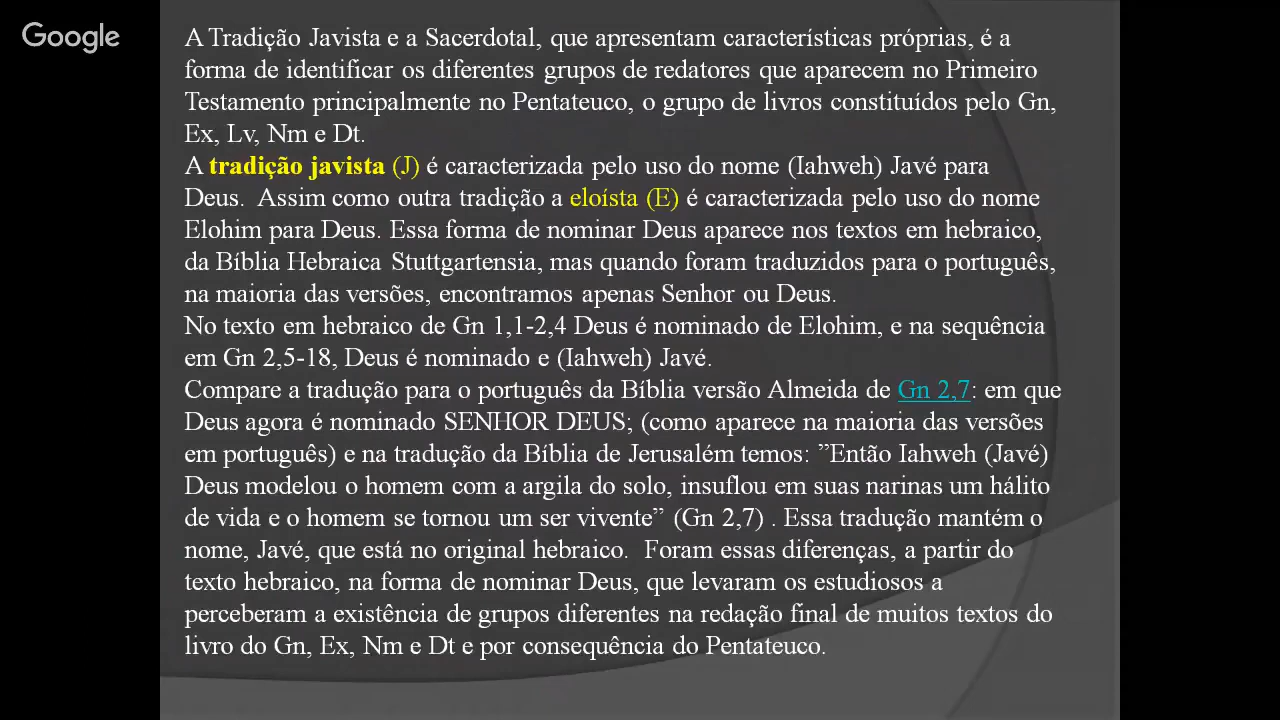 Google
A Tradição Javista e a Sacerdotal, que apresentam características próprias, é a
forma de identificar os diferentes grupos de redatores que aparecem no Primeiro
Testamento principalmente no Pentateuco, o grupo de livros constituídos pelo Gn,
Ex, Lv, Nm e Dt.
A tradição javista (J) é caracterizada pelo uso do nome (Iahweh) Javé para
Deus. Assim como outra tradição a eloísta (E) é caracterizada pelo uso do nome
Elohim para Deus. Essa forma de nominar Deus aparece nos textos em hebraico,
da Bíblia Hebraica Stuttgartensia, mas quando foram traduzidos para o português,
na maioria das versões, encontramos apenas Senhor ou Deus.
No texto em hebraico de Gn 1,1-2,4 Deus é nominado de Elohim, e na sequência
em Gn 2,5-18, Deus é nominado e (Iahweh) Javé.
Compare a tradução para o português da Bíblia versão Almeida de Gn 2,7: em que
Deus agora é nominado SENHOR DEUS; (como aparece na maioria das versões
em português) e na tradução da Bíblia de Jerusalém temos: ”Então Iahweh (Javé)
Deus modelou o homem com a argila do solo, insuflou em suas narinas um hálito
de vida e o homem se tornou um ser vivente” (Gn 2,7) . Essa tradução mantém o
nome, Javé, que está no original hebraico. Foram essas diferenças, a partir do
texto hebraico, na forma de nominar Deus, que levaram os estudiosos a
perceberam a existência de grupos diferentes na redação final de muitos textos do
livro do Gn, Ex, Nm e Dt e por consequência do Pentateuco.